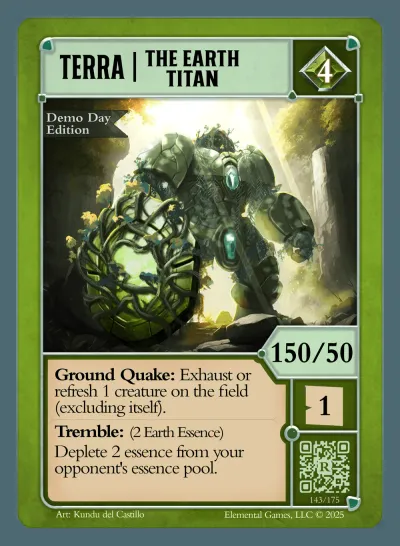 TERRA | THE EARTH
TITAN
4
Demo Day
Edition
150/50
Ground Quake: Exhaust or
refresh 1 creature on the field
(excluding itself).
Tremble: (2 Earth Essence)
Deplete 2 essence from your
opponent's essence pool.
1
R
143/175
Art: Kundu del Castillo
Elemental Games, LLC © 2025